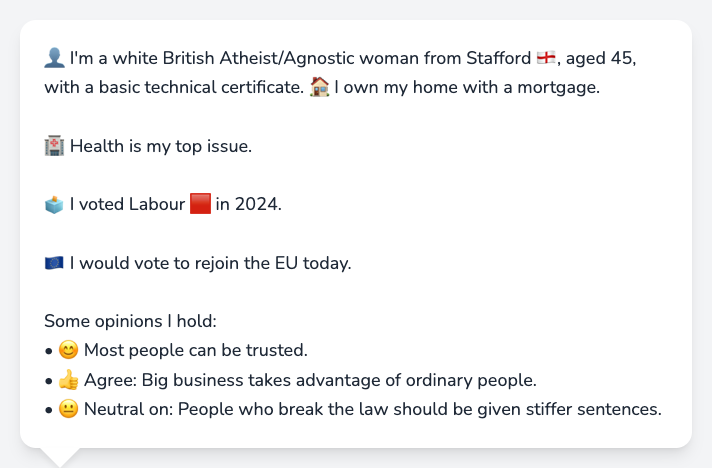 👤 I'm a white British Atheist/Agnostic woman from Stafford 🏴󠁧󠁢󠁥󠁮󠁧󠁿, aged 45,
with a basic technical certificate. 🏠 I own my home with a mortgage.
🏥 Health is my top issue.
🗳️ I voted Labour 🟥 in 2024.
🇪🇺 I would vote to rejoin the EU today.
Some opinions I hold:
• 😊 Most people can be trusted.
• 👍 Agree: Big business takes advantage of ordinary people.
• 😐 Neutral on: People who break the law should be given stiffer sentences.